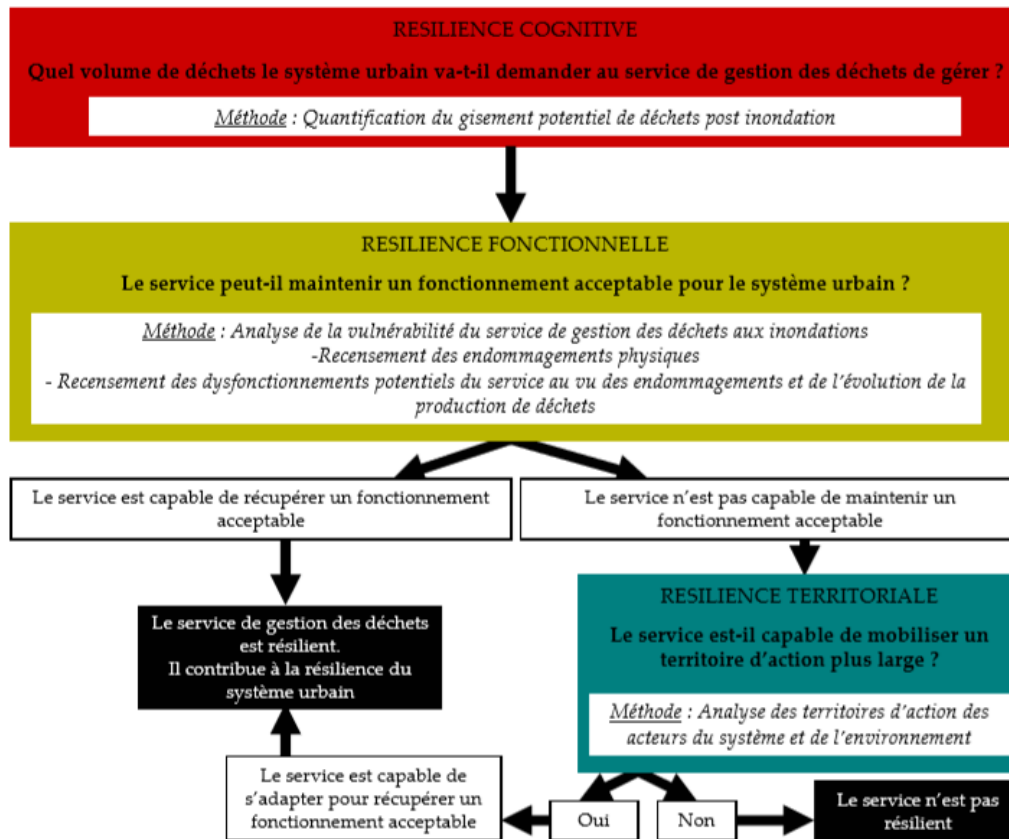 RESILIENCE COGNITIVE
Quel volume de déchets le système urbain va-t-il demander au service de gestion des déchets de gérer ?
Méthode : Quantification du gisement potentiel de déchets post inondation
RESILIENCE FONCTIONNELLE
Le service peut-il maintenir un fonctionnement acceptable pour le système urbain ?
Méthode : Analyse de la vulnérabilité du service de gestion des déchets aux inondations
-Recensement des endommagements physiques
- Recensement des dysfonctionnements potentiels du service au vu des endommagements et de l'évolution de la
production de déchets
Le service est capable de récupérer un fonctionnement
acceptable
Le service n'est pas capable de maintenir un
fonctionnement acceptable
Le service de gestion des déchets
est résilient.
Il contribue à la résilience du
système urbain
RESILIENCE TERRITORIALE
Le service est-il capable de mobiliser un
territoire d'action plus large ?
Méthode : Analyse des territoires d'action des
acteurs du système et de l'environnement
Le service est capable de
s'adapter pour récupérer un
fonctionnement acceptable
Oui
Non
Le service n'est pas
résilient